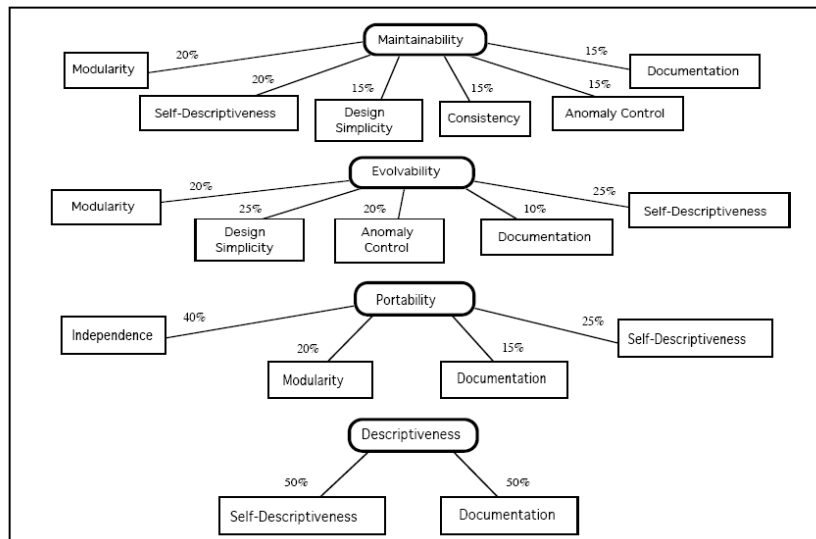 Maintainability
20%
15%
Modularity
Documentation
20%
15%
15%
15%
Self-Descriptiveness
Design
Simplicity
Consistency
Anomaly Control
Evolvability
20%
25%
Modularity
Self-Descriptiveness
25%
20%
10%
Design
Simplicity
Anomaly
Control
Documentation
Portability
40%
25%
Independence
Self-Descriptiveness
20%
15%
Modularity
Documentation
Descriptiveness
50%
50%
Self-Descriptiveness
Documentation